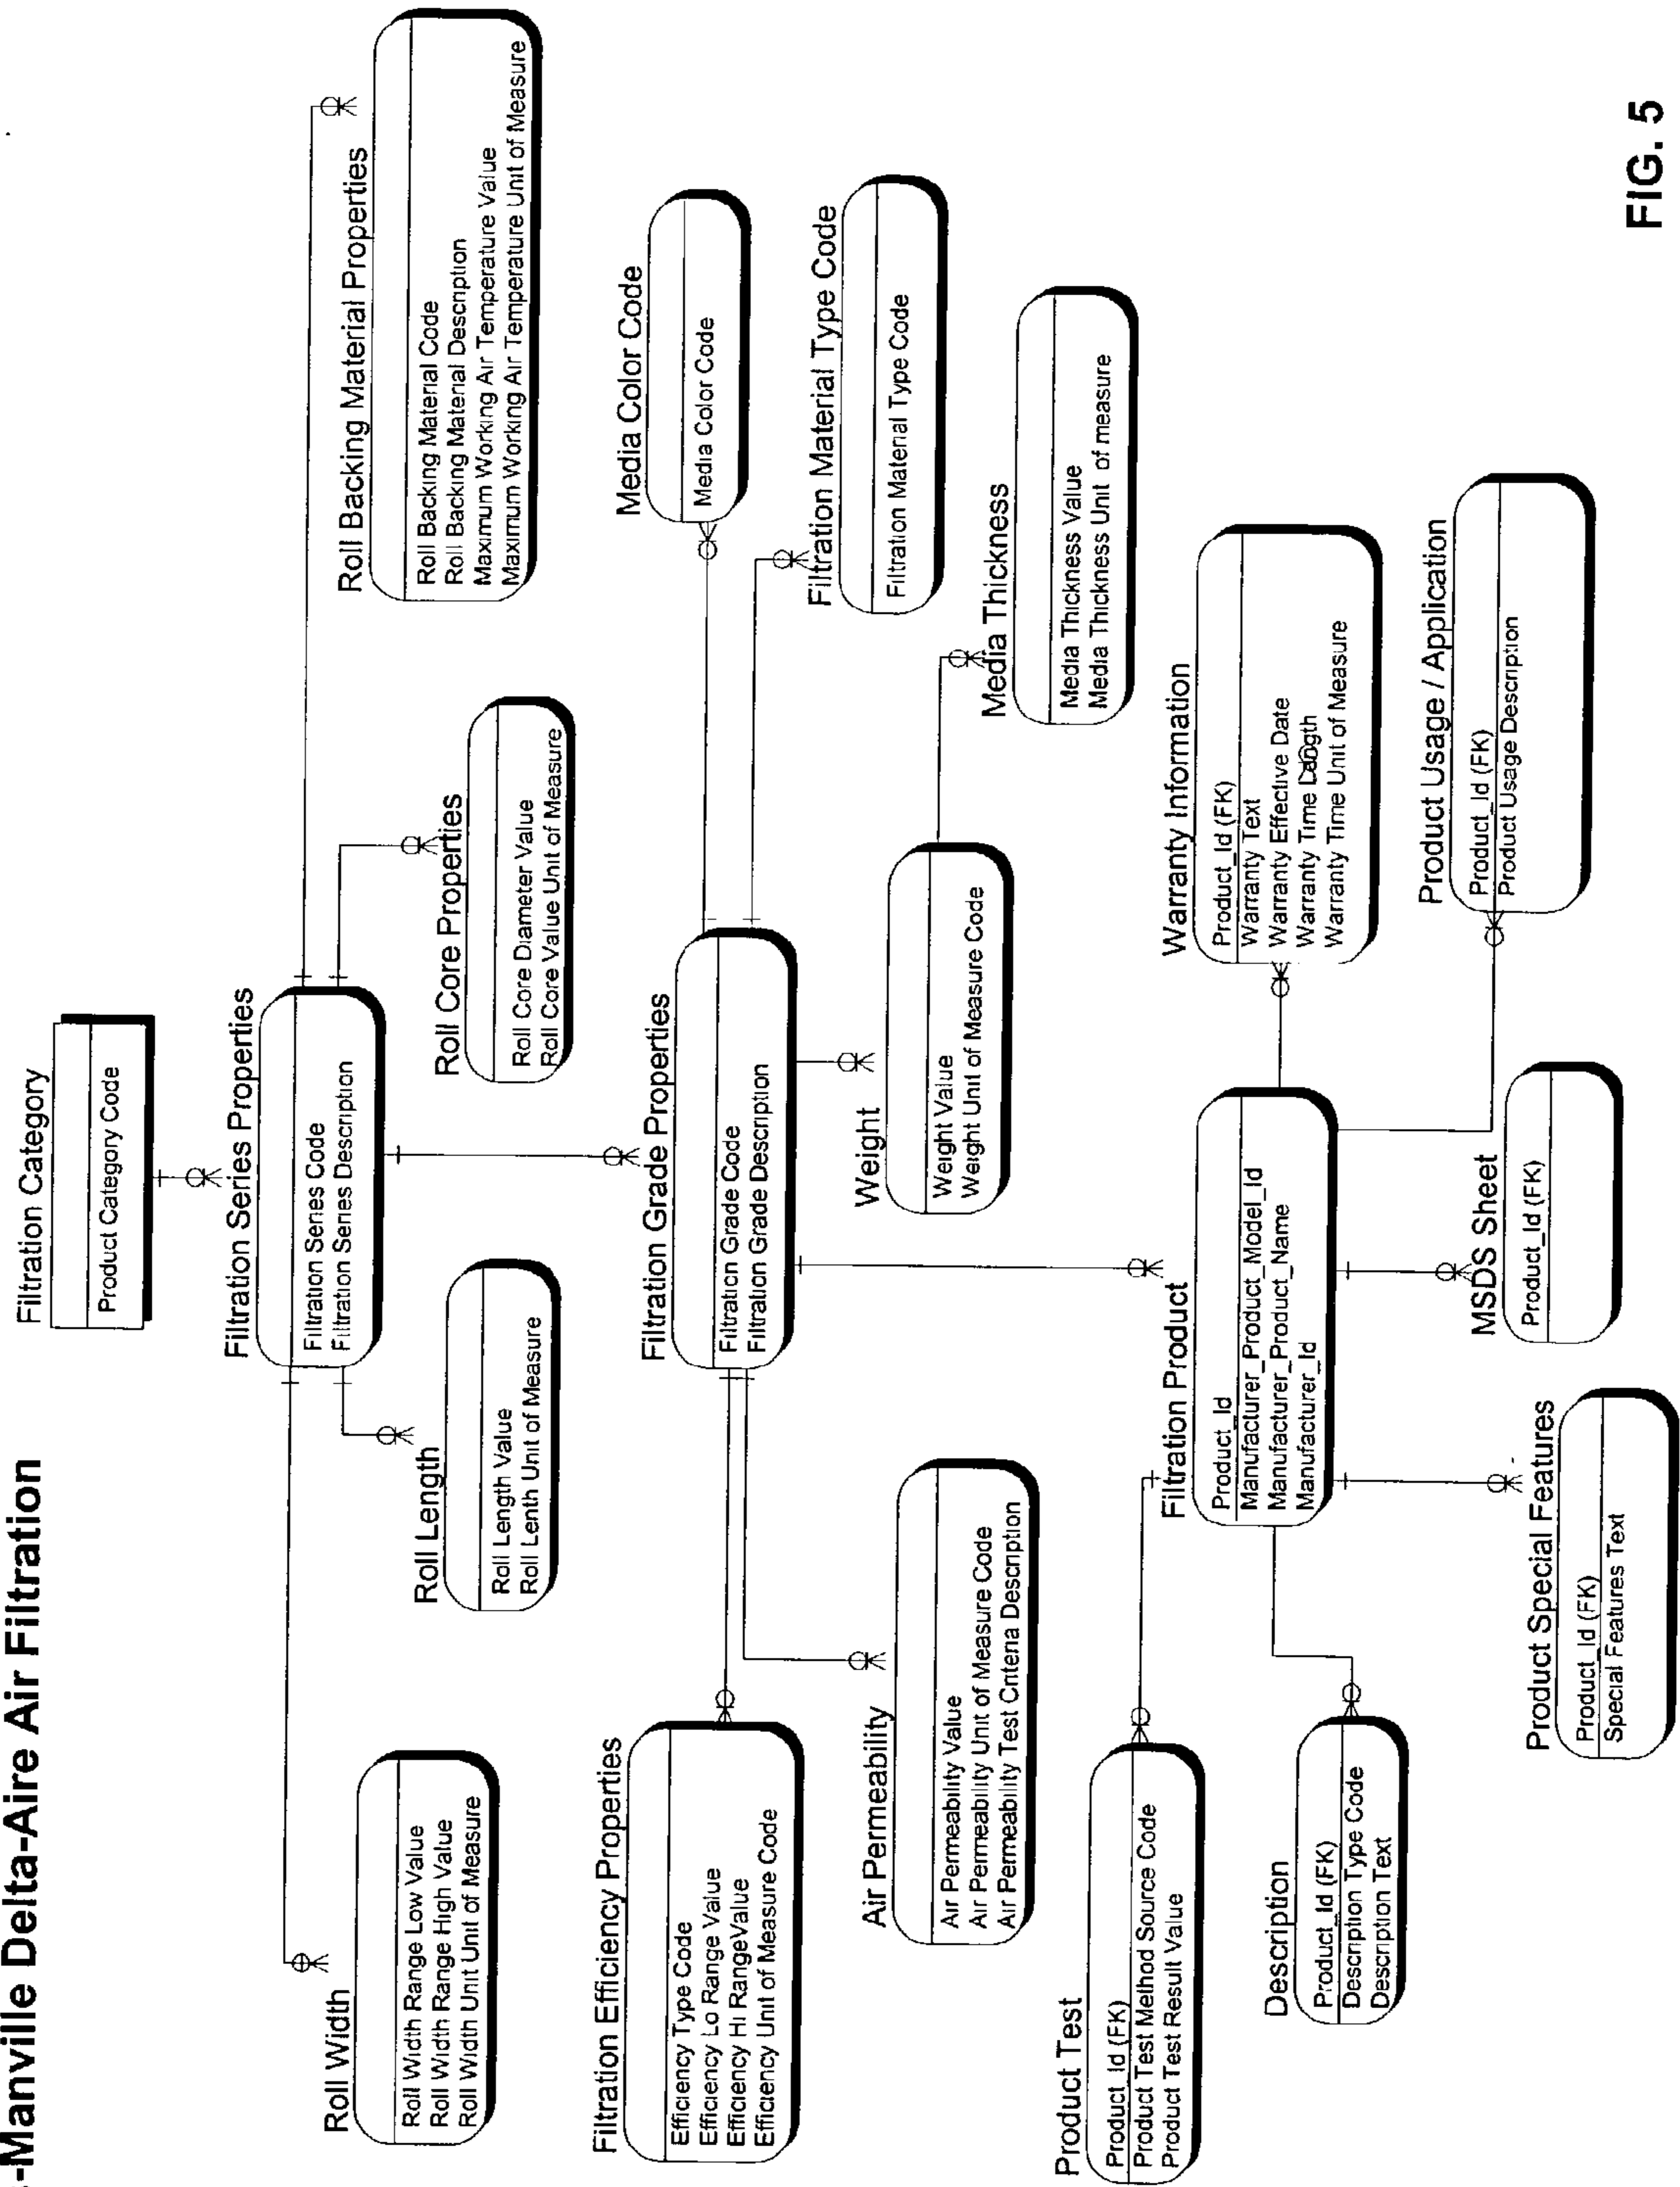 -Manville Delta-Aire Air Filtration
Filtration Category
Product Category Code
Filtration Series Properties
Filtration Series Code
Filtration Series Description
Roll Width
Roll Width Range Low Value
Roll Width Range High Value
Roll Width Unit Unit of Measure
Roll Length
Roll Length Value
Roll Lenth Unit of Measure
Roll Core Properties
Roll Core Diameter Value
Roll Core Value Unit of Measure
Roll Backing Material Properties
Roll Backing Material Code
Roll Backing Material Description
Maximum Working Air Temperature Value
Maximum Working Air Temperature Unit of Measure
Filtration Efficiency Properties
Efficiency Type Code
Efficiency Lo Range Value
Efficiency Hi RangeValue
Efficiency Unit of Measure Code
Filtration Grade Properties
Filtration Grade Code
Filtration Grade Description
Media Color Code
Media Color Code
Filtration Material Type Code
Filtration Material Type Code
Air Permeability
Air Permeability Value
Air Permeability Unit of Measure Code
Air Permeability Test Criteria Description
Weight
Weight Value
Weight Unit of Measure Code
Media Thickness
Media Thickness Value
Media Thickness Unit of measure
Product Test
Product_Id (FK)
Product Test Method Source Code
Product Test Result Value
Filtration Product
Product_Id
Manufacturer_Product_Model_Id
Manufacturer_Product_Name
Manufacturer_Id
Warranty Information
Product_Id (FK)
Warranty Text
Warranty Effective Date
Warranty Time Length
Warranty Time Unit of Measure
Description
Product_Id (FK)
Description Type Code
Description Text
Product Special Features
Product_Id (FK)
Special Features Text
MSDS Sheet
Product_Id (FK)
Product Usage / Application
Product_Id (FK)
Product Usage Description
FIG. 5